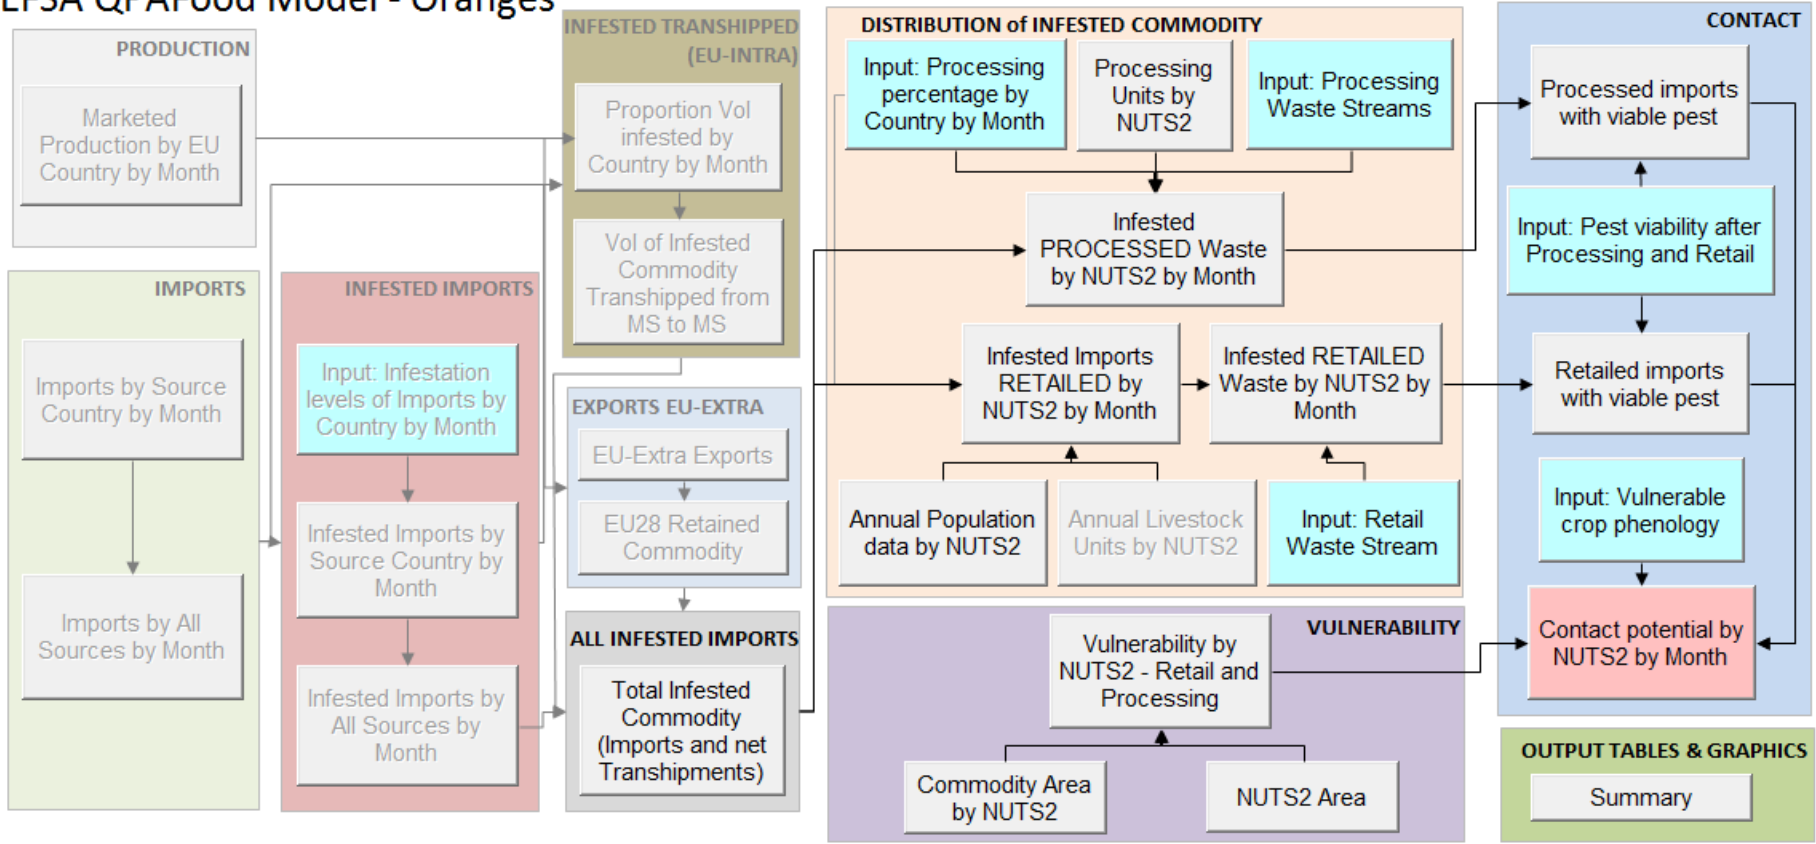 EFSA QPAFood Model - Oranges
PRODUCTION
Marketed
Production by EU
Country by Month
IMPORTS
Imports by Source
Country by Month
Imports by All
Sources by Month
INFESTED IMPORTS
Input: Infestation
levels of Imports by
Country by Month
Infested Imports by
Source Country by
Month
Infested Imports by
All Sources by
Month
INFESTED TRANSHIPPED
(EU-INTRA)
Proportion Vol
infested by
Country by Month
Vol of Infested
Commodity
Transhipped from
MS to MS
EXPORTS EU-EXTRA
EU-Extra Exports
EU28 Retained
Commodity
ALL INFESTED IMPORTS
Total Infested
Commodity
(Imports and net
Transhipments)
DISTRIBUTION of INFESTED COMMODITY
Input: Processing
percentage by
Country by Month
Processing
Units by
NUTS2
Input: Processing
Waste Streams
Infested
PROCESSED Waste
by NUTS2 by Month
Infested Imports
RETAILED by
NUTS2 by Month
Infested RETAILED
Waste by NUTS2 by
Month
Annual Population
data by NUTS2
Annual Livestock
Units by NUTS2
Input: Retail
Waste Stream
VULNERABILITY
Vulnerability by
NUTS2 - Retail and
Processing
Commodity Area
by NUTS2
NUTS2 Area
CONTACT
Processed imports
with viable pest
Input: Pest viability after
Processing and Retail
Retailed imports
with viable pest
Input: Vulnerable
crop phenology
Contact potential by
NUTS2 by Month
OUTPUT TABLES & GRAPHICS
Summary